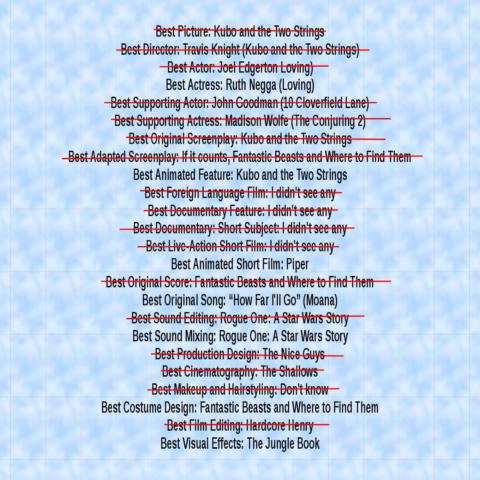 Best Picture: Kubo and the Two Strings
Best Director: Travis Knight (Kubo and the Two Strings)
Best Actor: Joel Edgerton Loving)
Best Actress: Ruth Negga (Loving)
Best Supporting Actor: John Goodman (10 Cloverfield Lane)
Best Supporting Actress: Madison Wolfe (The Conjuring 2)
Best Original Screenplay: Kubo and the Two Strings
Best Adapted Screenplay: If it counts, Fantastic Beasts and Where to Find Them
Best Animated Feature: Kubo and the Two Strings
Best Foreign Language Film: I didn't see any
Best Documentary Feature: I didn't see any
Best Documentary: Short Subject: I didn't see any
Best Live-Action Short Film: I didn't see any
Best Animated Short Film: Piper
Best Original Score: Fantastic Beasts and Where to Find Them
Best Original Song: “How Far I'll Go” (Moana)
Best Sound Editing: Rogue One: A Star Wars Story
Best Sound Mixing: Rogue One: A Star Wars Story
Best Production Design: The Nice Guys
Best Cinematography: The Shallows
Best Makeup and Hairstyling: Don't know
Best Costume Design: Fantastic Beasts and Where to Find Them
Best Film Editing: Hardcore Henry
Best Visual Effects: The Jungle Book